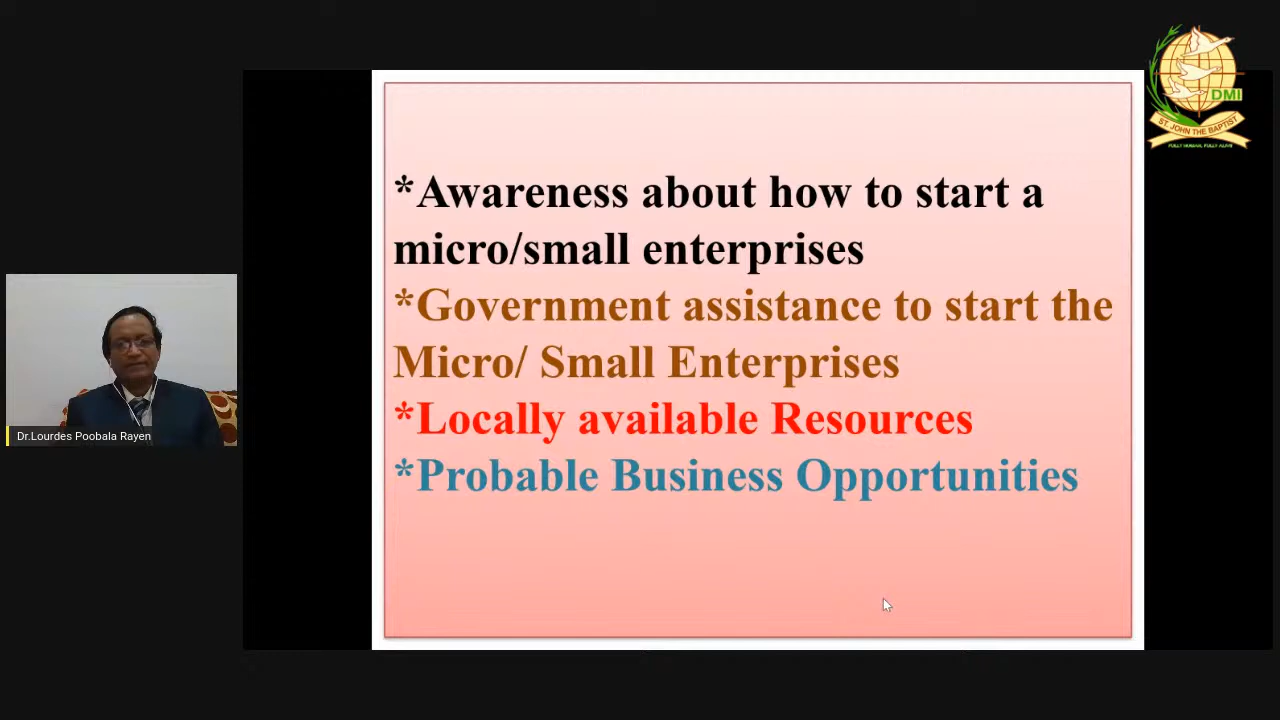 DMI
ST. JOHN THE BAPTIST
FULLY HUMAN, FULLY ALIVE
*Awareness about how to start a
micro/small enterprises
*Government assistance to start the
Micro/ Small Enterprises
*Locally available Resources
*Probable Business Opportunities
Dr.Lourdes Poobala Rayen